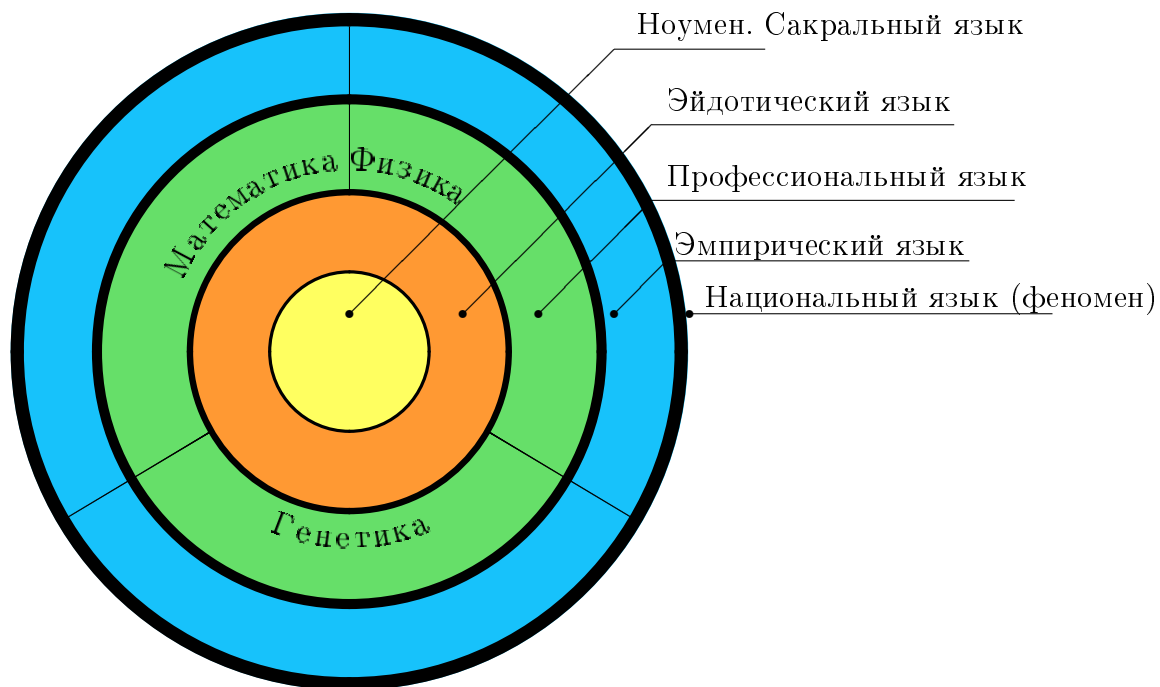 Ноумен. Сакральный язык
Эйдотический язык
Профессиональный язык
Эмпирический язык
Национальный язык (феномен)
Математика
Физика
Генетика